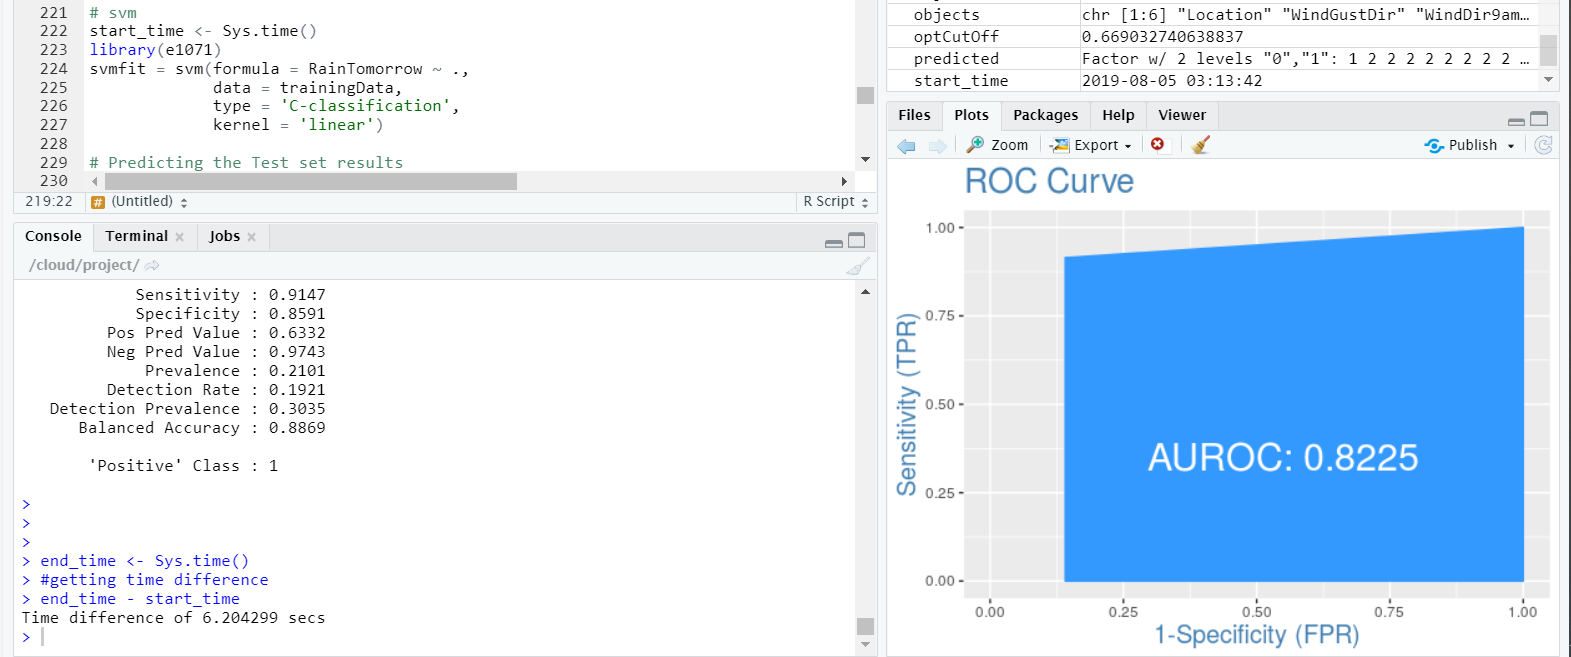 221 # svm
222 start_time <- Sys.time()
223 library(e1071)
224 svmfit = svm(formula = RainTomorrow ~ .,
225 data = trainingData,
226 type = 'C-classification',
227 kernel = 'linear')
228
229 # Predicting the Test set results
230
219:22 # (Untitled) R Script
Console Terminal Jobs
/cloud/project/
Sensitivity : 0.9147
Specificity : 0.8591
Pos Pred Value : 0.6332
Neg Pred Value : 0.9743
Prevalence : 0.2101
Detection Rate : 0.1921
Detection Prevalence : 0.3035
Balanced Accuracy : 0.8869
'Positive' Class : 1
>
>
>
> end_time <- Sys.time()
> #getting time difference
> end_time - start_time
Time difference of 6.204299 secs
>
objects chr [1:6] "Location" "WindGustDir" "WindDir9am…
optCutOff 0.669032740638837
predicted Factor w/ 2 levels "0","1": 1 2 2 2 2 2 2 2 2 …
start_time 2019-08-05 03:13:42
Files Plots Packages Help Viewer
Zoom Export Publish
ROC Curve
1.00
0.75
0.50
0.25
0.00
Sensitivity (TPR)
AUROC: 0.8225
0.00 0.25 0.50 0.75 1.00
1-Specificity (FPR)